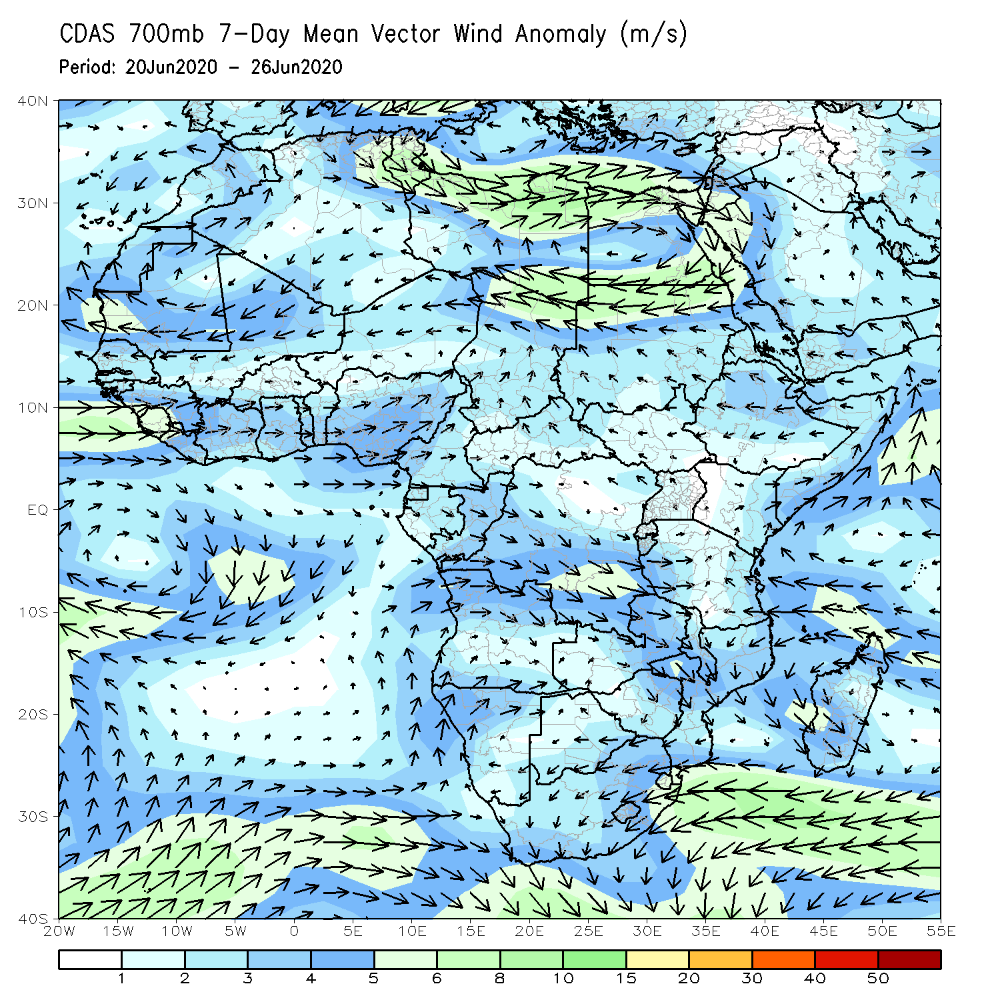 CDAS 700mb 7-Day Mean Vector Wind Anomaly (m/s)
Period: 20Jun2020 - 26Jun2020
40N
30N
20N
10N
EQ
10S
20S
30S
40S
20W 15W 10W 5W 0 5E 10E 15E 20E 25E 30E 35E 40E 45E 50E 55E
1 2 3 4 5 6 8 10 15 20 30 40 50